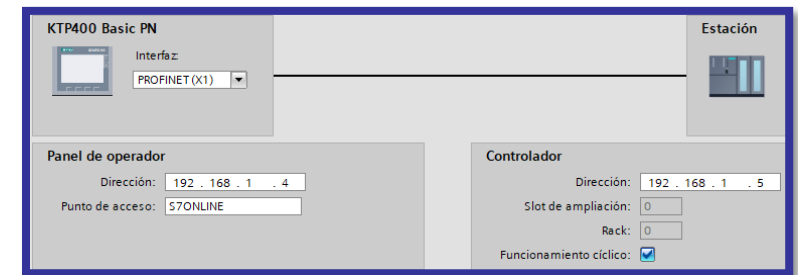 KTP400 Basic PN
Estación
Interfaz:
PROFINET (X1)
Panel de operador
Dirección: 192 . 168 . 1 . 4
Punto de acceso: S7ONLINE
Controlador
Dirección: 192 . 168 . 1 . 5
Slot de ampliación: 0
Rack: 0
Funcionamiento cíclico: